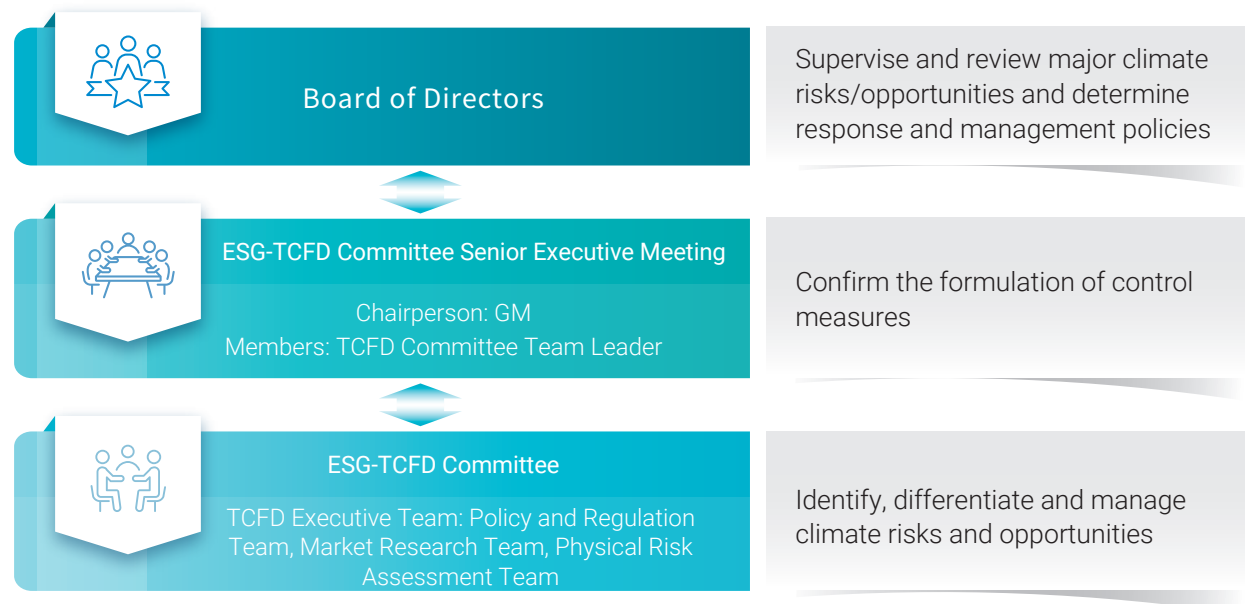 Board of Directors
Supervise and review major climate
risks/opportunities and determine
response and management policies
ESG-TCFD Committee Senior Executive Meeting
Chairperson: GM
Members: TCFD Committee Team Leader
Confirm the formulation of control
measures
ESG-TCFD Committee
TCFD Executive Team: Policy and Regulation
Team, Market Research Team, Physical Risk
Assessment Team
Identify, differentiate and manage
climate risks and opportunities